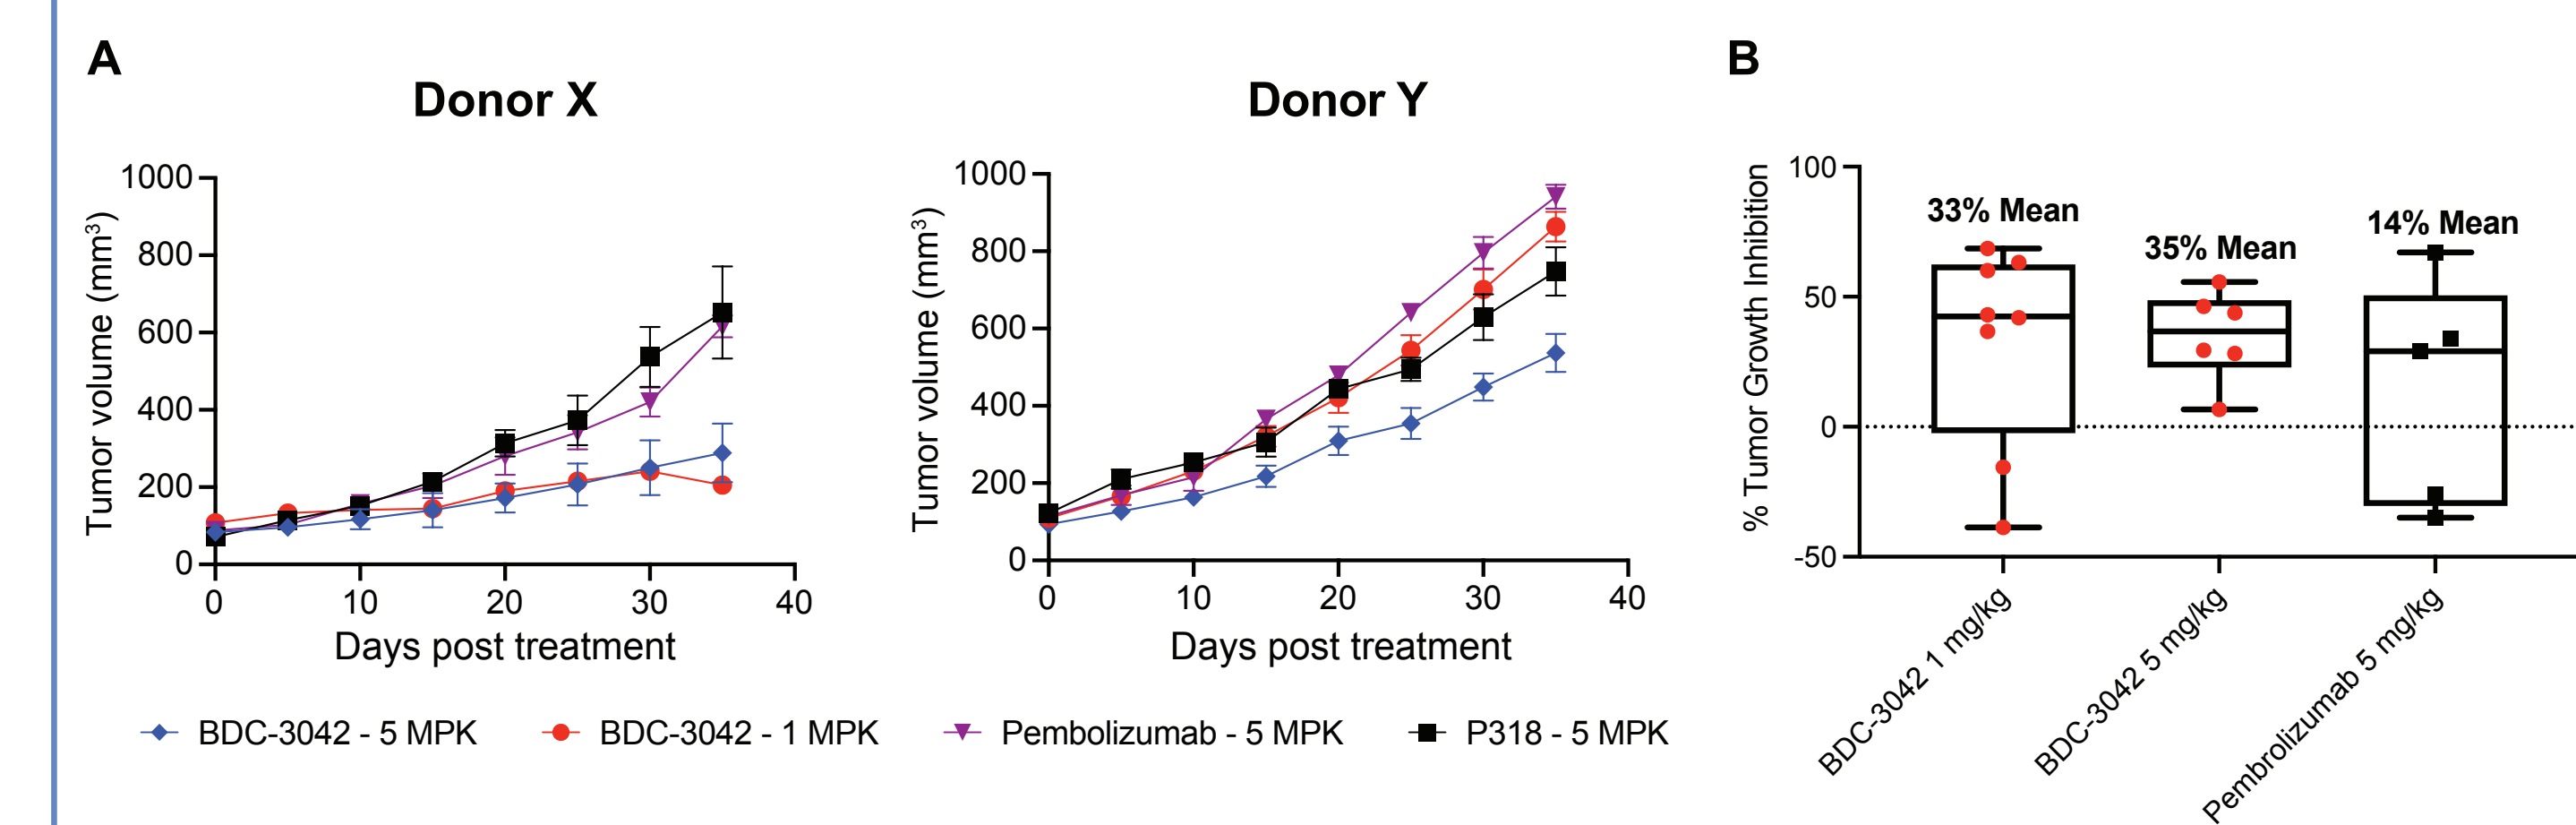 A
Donor X
Tumor volume (mm³)
1000
800
600
400
200
0
0 10 20 30 40
Days post treatment
Donor Y
Tumor volume (mm³)
1000
800
600
400
200
0
0 10 20 30 40
Days post treatment
BDC-3042 - 5 MPK BDC-3042 - 1 MPK Pembolizumab - 5 MPK P318 - 5 MPK
B
% Tumor Growth Inhibition
100
50
0
-50
33% Mean
35% Mean
14% Mean
BDC-3042 1 mg/kg
BDC-3042 5 mg/kg
Pembrolizumab 5 mg/kg